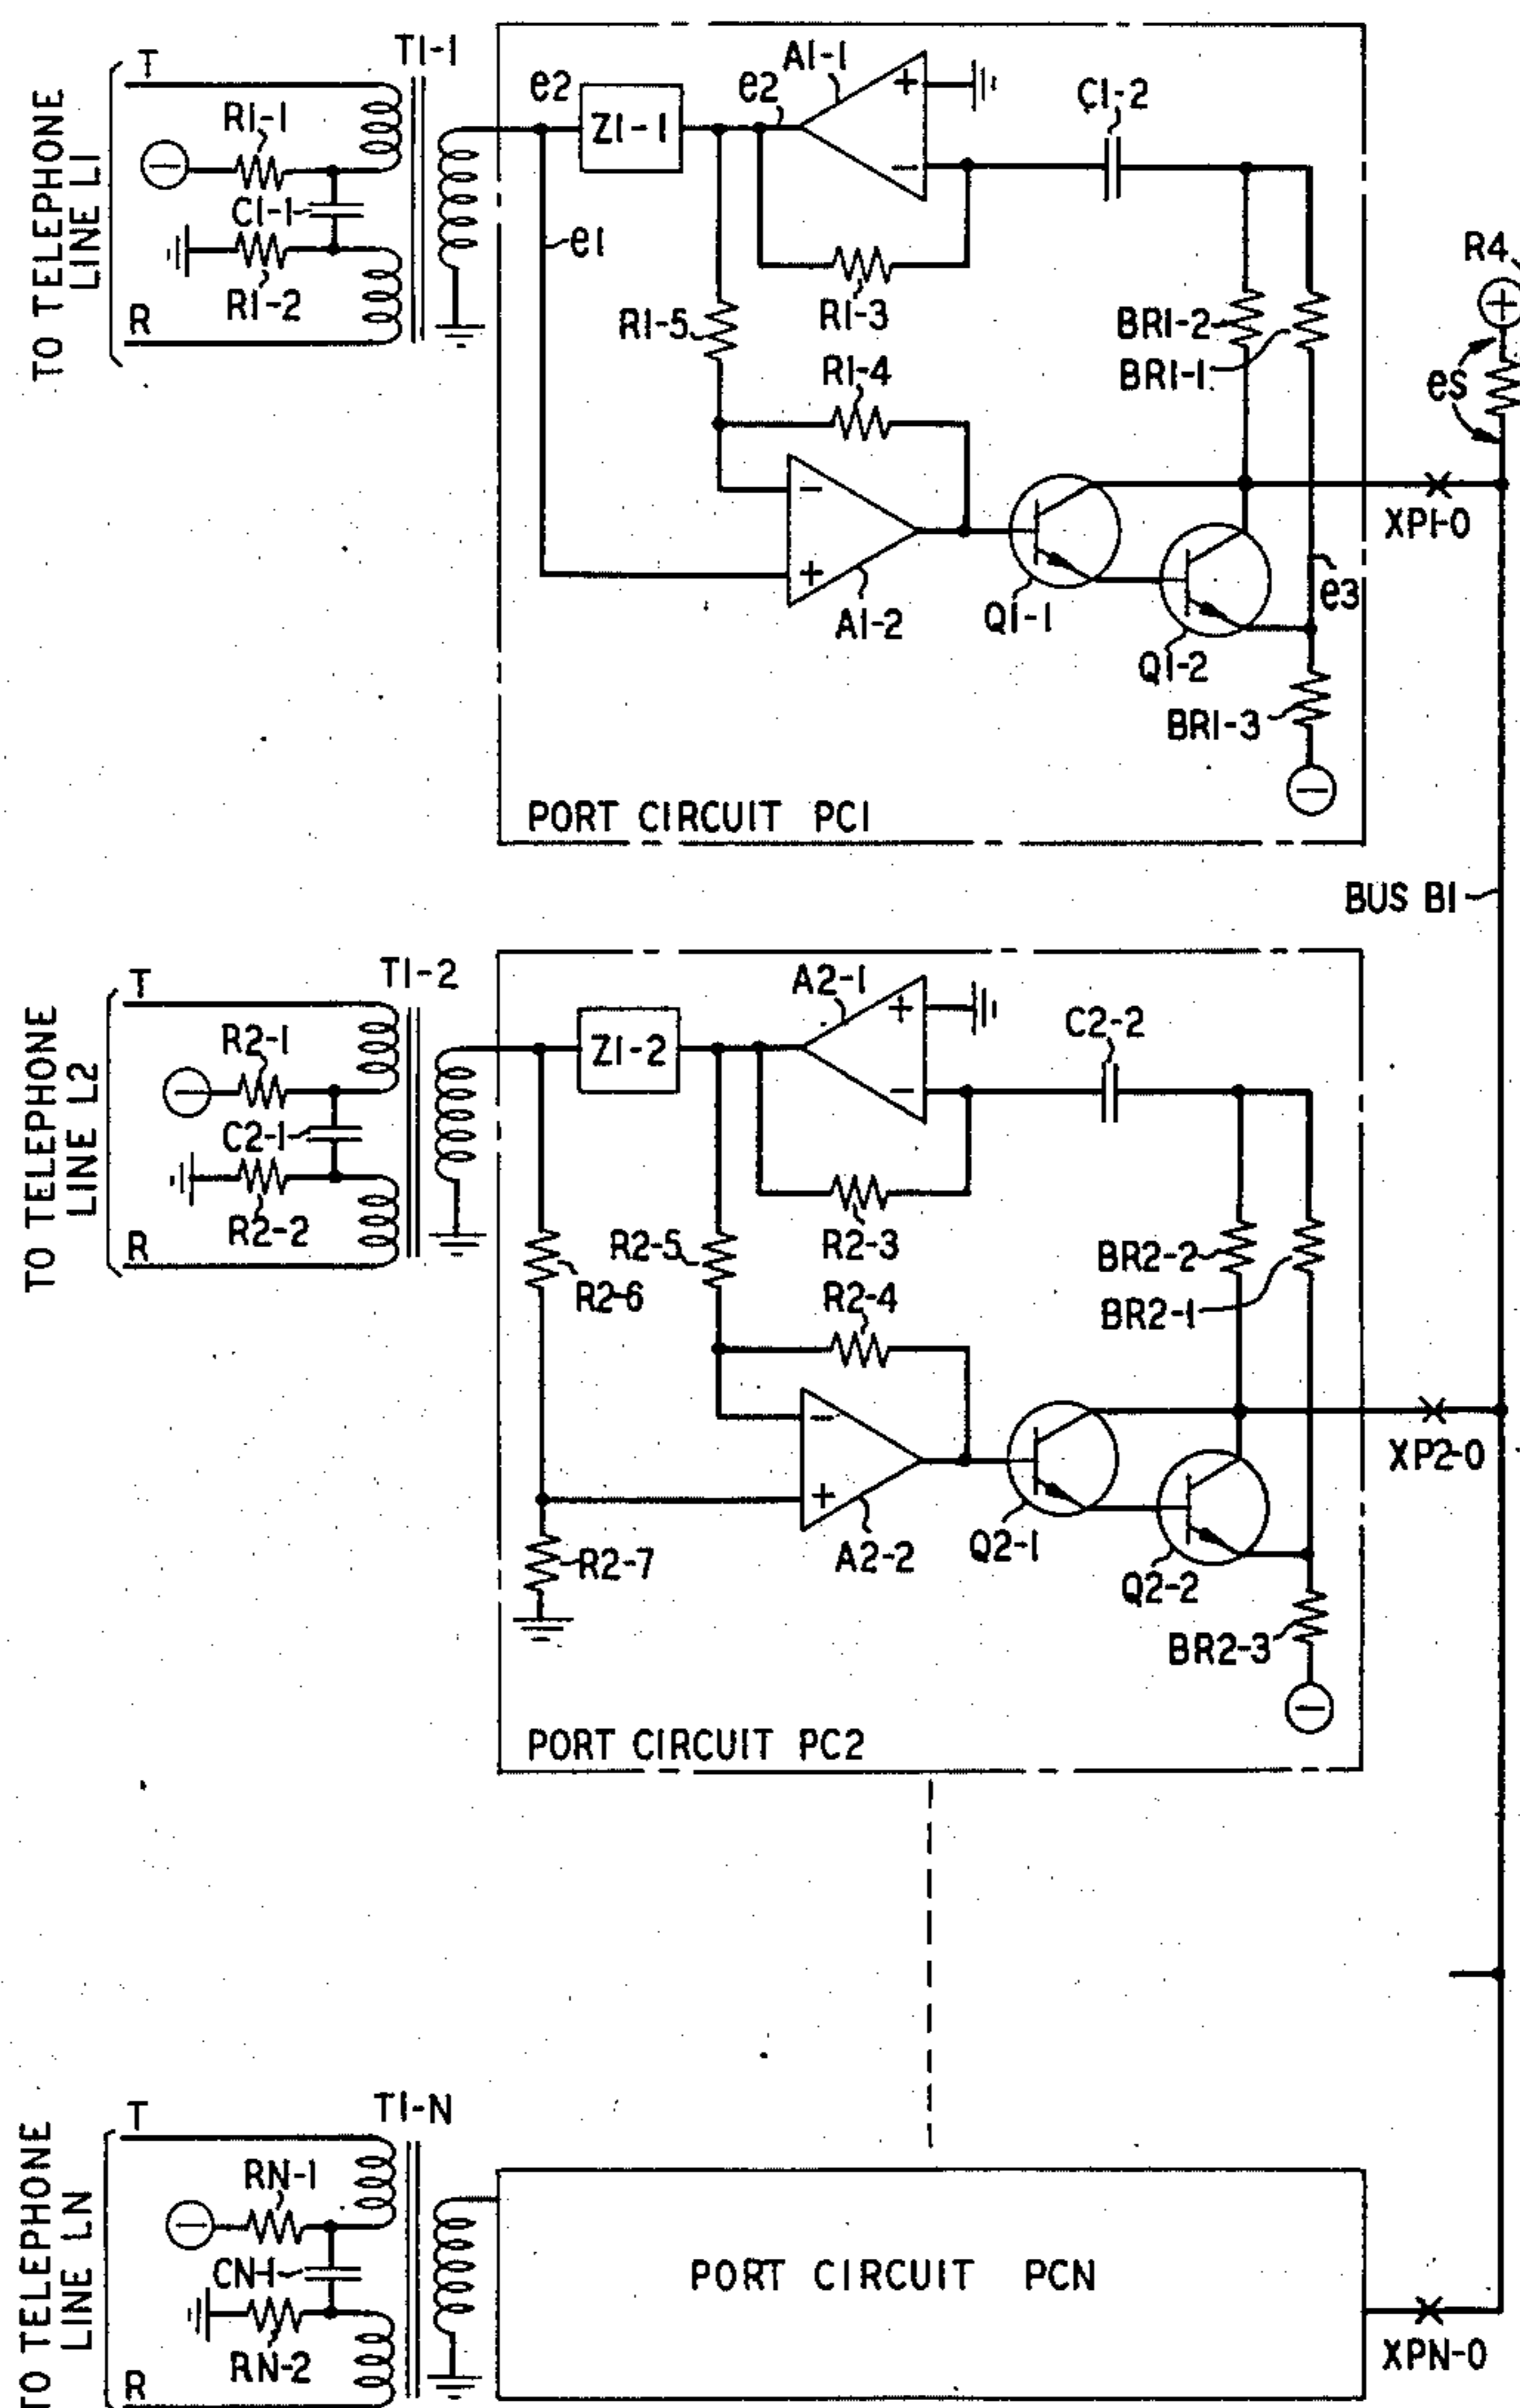 TO TELEPHONE
LINE L1
T
T1-1
R1-1
C1-1
R1-2
R
e2
Z1-1
e2
A1-1
+
-
C1-2
e1
R1-3
R1-5
R1-4
BR1-2
BR1-1
R4
+
es
-
+
A1-2
Q1-1
Q1-2
e3
XP1-0
BR1-3
PORT CIRCUIT PC1
BUS B1
TO TELEPHONE
LINE L2
T
T1-2
R2-1
C2-1
R2-2
R
Z1-2
A2-1
+
-
C2-2
R2-3
R2-5
R2-6
R2-4
BR2-2
BR2-1
-
+
A2-2
R2-7
Q2-1
Q2-2
XP2-0
BR2-3
PORT CIRCUIT PC2
TO TELEPHONE
LINE LN
T
T1-N
RN-1
CN-1
RN-2
R
PORT CIRCUIT PCN
XPN-0